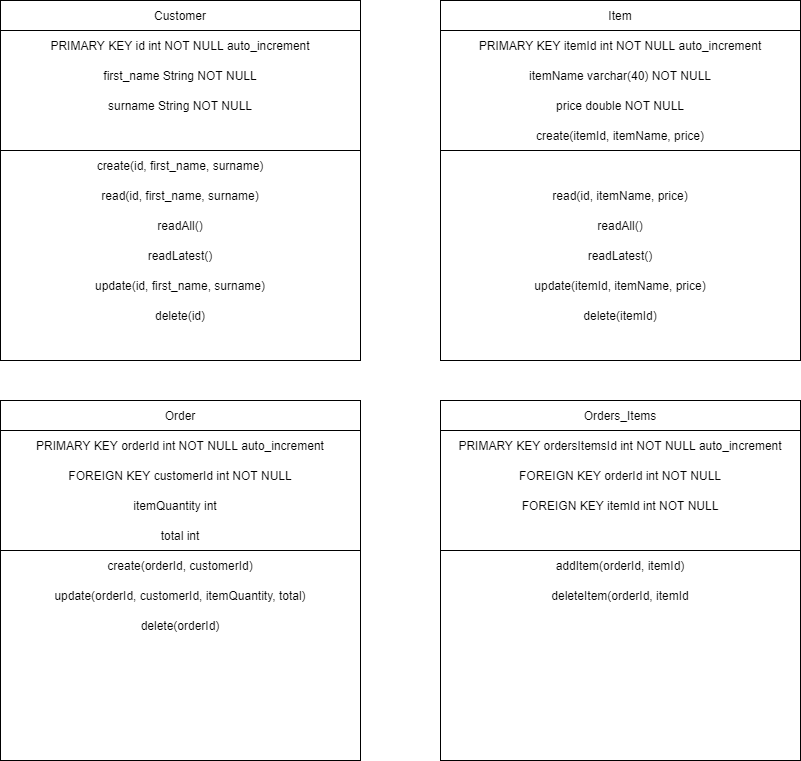 Customer
PRIMARY KEY id int NOT NULL auto_increment
first_name String NOT NULL
surname String NOT NULL
create(id, first_name, surname)
read(id, first_name, surname)
readAll()
readLatest()
update(id, first_name, surname)
delete(id)
Item
PRIMARY KEY itemId int NOT NULL auto_increment
itemName varchar(40) NOT NULL
price double NOT NULL
create(itemId, itemName, price)
read(id, itemName, price)
readAll()
readLatest()
update(itemId, itemName, price)
delete(itemId)
Order
PRIMARY KEY orderId int NOT NULL auto_increment
FOREIGN KEY customerId int NOT NULL
itemQuantity int
total int
create(orderId, customerId)
update(orderId, customerId, itemQuantity, total)
delete(orderId)
Orders_Items
PRIMARY KEY ordersItemsId int NOT NULL auto_increment
FOREIGN KEY orderId int NOT NULL
FOREIGN KEY itemId int NOT NULL
addItem(orderId, itemId)
deleteItem(orderId, itemId